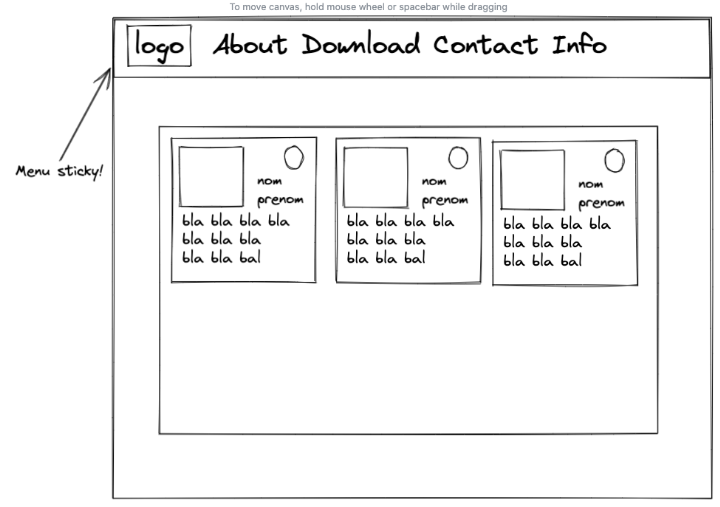 To move canvas, hold mouse wheel or spacebar while dragging
logo About Download Contact Info
Menu sticky!
nom
prenom
bla bla bla bla
bla bla bla
bla bla bal
nom
prenom
bla bla bla bla
bla bla bla
bla bla bal
nom
prenom
bla bla bla bla
bla bla bla
bla bla bal